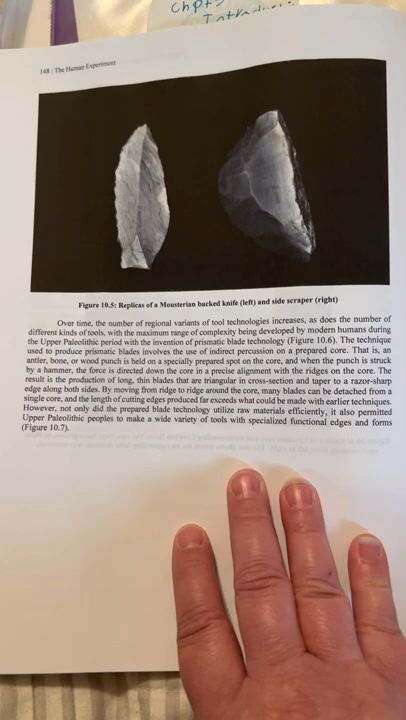 Chpt
148 | The Human Experiment
Figure 10.5: Replicas of a Mousterian backed knife (left) and side scraper (right)
Over time, the number of regional variants of tool technologies increases, as does the number of
different kinds of tools, with the maximum range of complexity being developed by modern humans during
the Upper Paleolithic period with the invention of prismatic blade technology (Figure 10.6). The technique
used to produce prismatic blades involves the use of indirect percussion on a prepared core. That is, an
antler, bone, or wood punch is held on a specially prepared spot on the core, and when the punch is struck
by a hammer, the force is directed down the core in a precise alignment with the ridges on the core. The
result is the production of long, thin blades that are triangular in cross-section and taper to a razor-sharp
edge along both sides. By moving from ridge to ridge around the core, many blades can be detached from a
single core, and the length of cutting edges produced far exceeds what could be made with earlier techniques.
However, not only did the prepared blade technology utilize raw materials efficiently, it also permitted
Upper Paleolithic peoples to make a wide variety of tools with specialized functional edges and forms
(Figure 10.7).